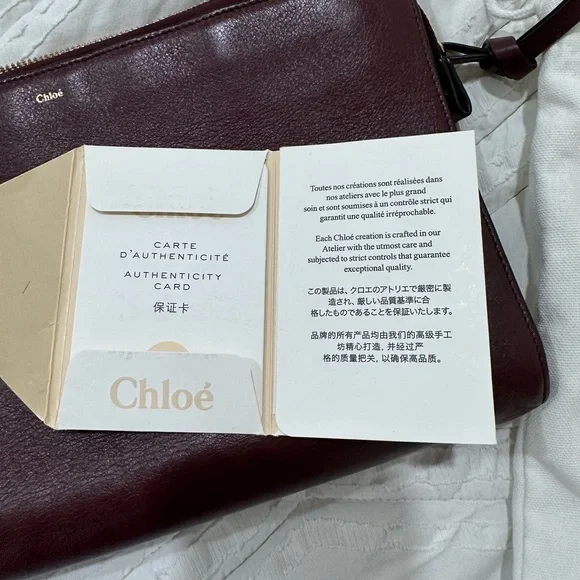 Chloé
CARTE
D'AUTHENTICITÉ
AUTHENTICITY
CARD
保证卡
Chloé
Toutes nos créations sont réalisées dans
nos ateliers avec le plus grand
soin et sont soumises à un contrôle strict qui
garantit une qualité irréprochable.
Each Chloé creation is crafted in our
Atelier with the utmost care and
subjected to strict controls that guarantee
exceptional quality.
この製品は、クロエのアトリエで厳密に製
造され、厳しい品質基準に合
格したものであることを保証いたします。
品牌的所有产品均由我们的高级手工
坊精心打造，并经过严
格的质量把关，以确保高品质。